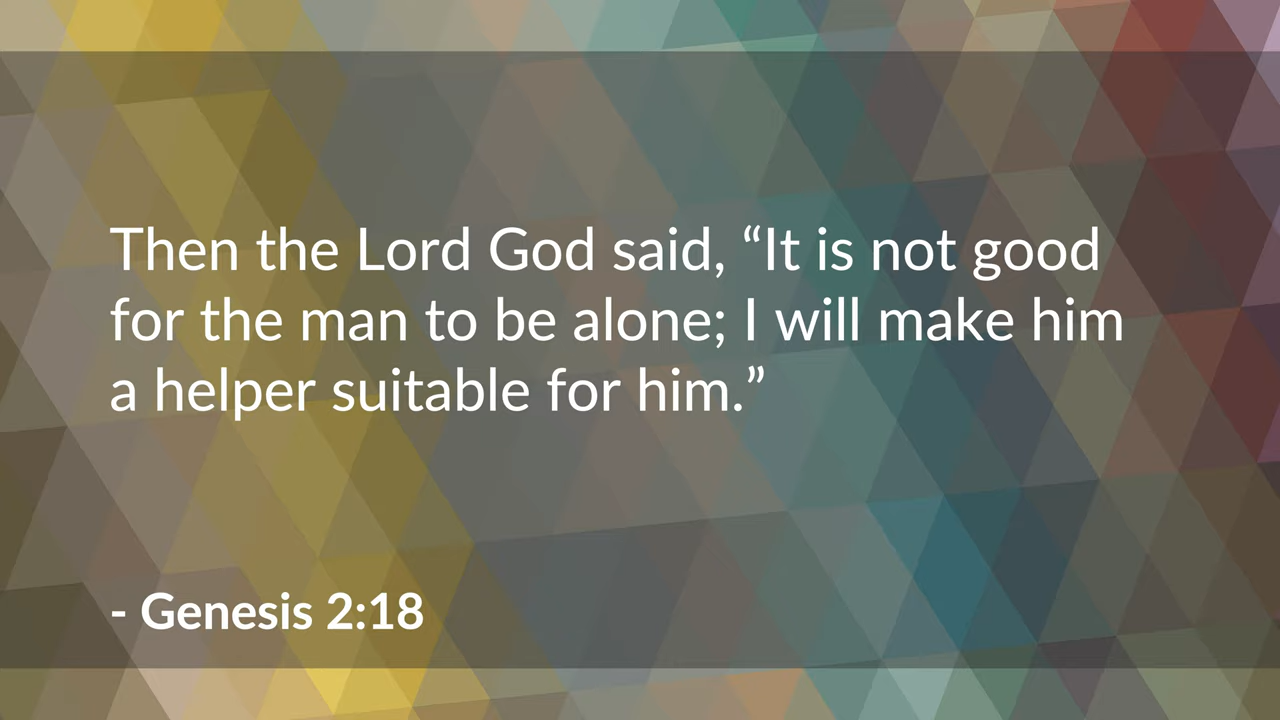 Then the Lord God said, “It is not good
for the man to be alone; I will make him
a helper suitable for him.”
- Genesis 2:18